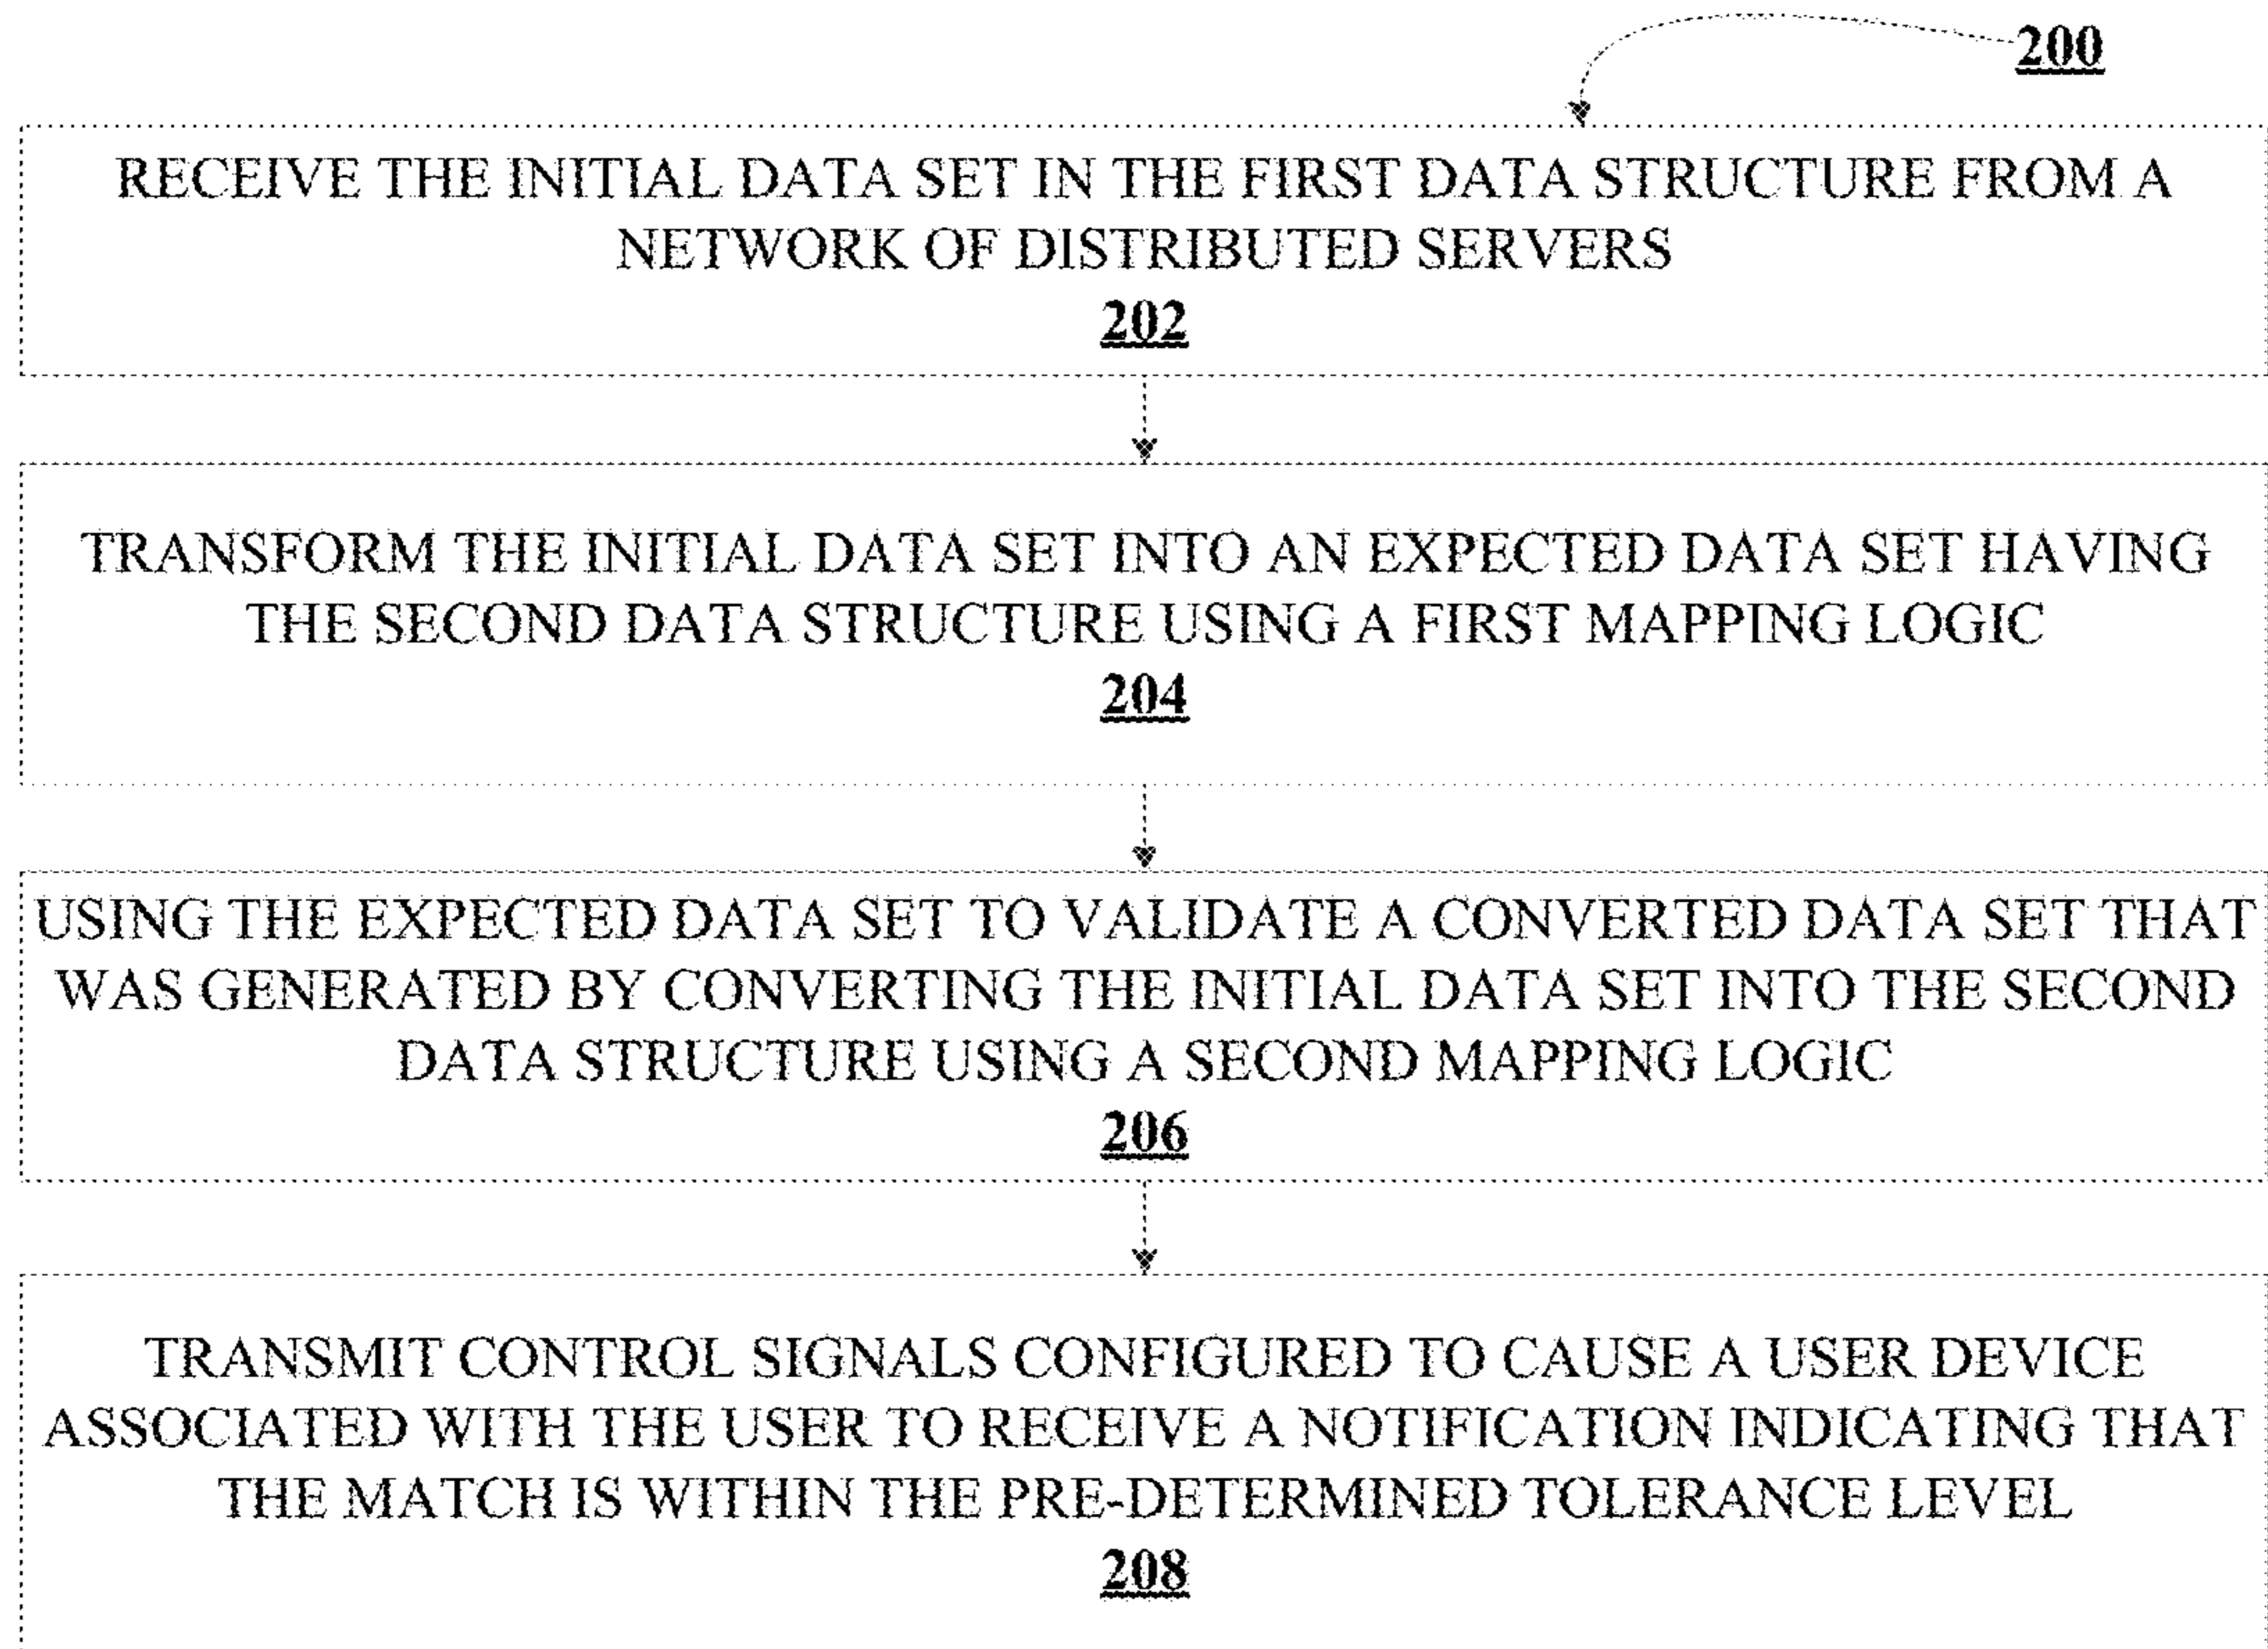 200
RECEIVE THE INITIAL DATA SET IN THE FIRST DATA STRUCTURE FROM A
NETWORK OF DISTRIBUTED SERVERS
202
TRANSFORM THE INITIAL DATA SET INTO AN EXPECTED DATA SET HAVING
THE SECOND DATA STRUCTURE USING A FIRST MAPPING LOGIC
204
USING THE EXPECTED DATA SET TO VALIDATE A CONVERTED DATA SET THAT
WAS GENERATED BY CONVERTING THE INITIAL DATA SET INTO THE SECOND
DATA STRUCTURE USING A SECOND MAPPING LOGIC
206
TRANSMIT CONTROL SIGNALS CONFIGURED TO CAUSE A USER DEVICE
ASSOCIATED WITH THE USER TO RECEIVE A NOTIFICATION INDICATING THAT
THE MATCH IS WITHIN THE PRE-DETERMINED TOLERANCE LEVEL
208